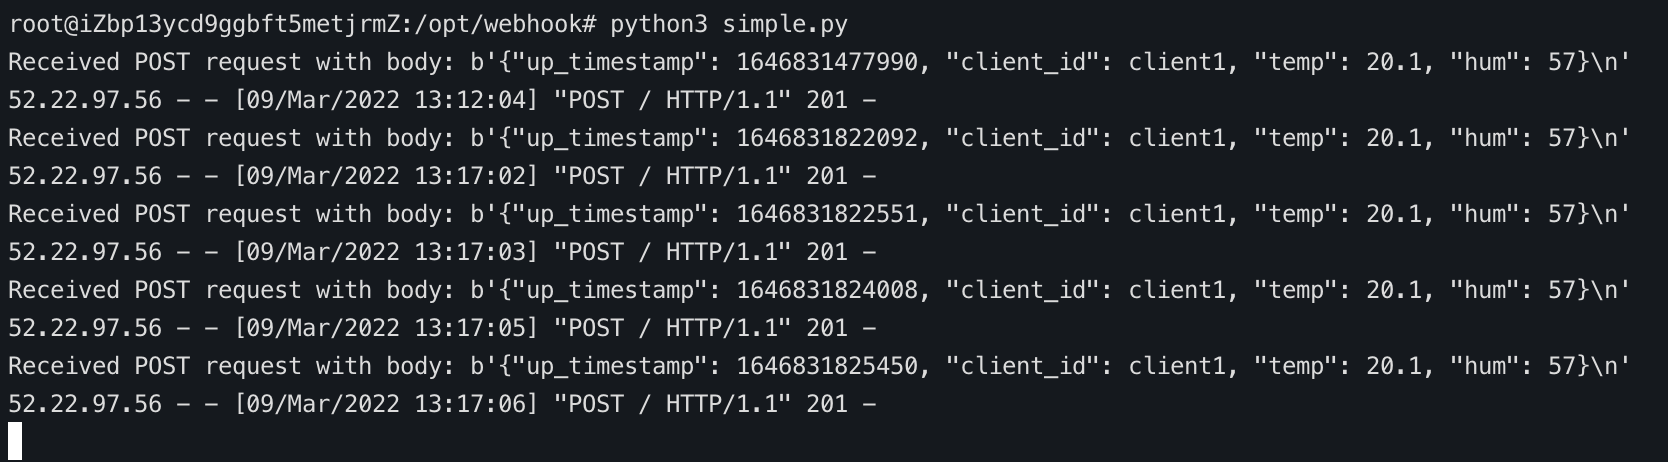 root@iZbp13ycd9ggbft5metjrmZ:/opt/webhook# python3 simple.py
Received POST request with body: b'{"up_timestamp": 1646831477990, "client_id": client1, "temp": 20.1, "hum": 57}\n'
52.22.97.56 - - [09/Mar/2022 13:12:04] "POST / HTTP/1.1" 201 -
Received POST request with body: b'{"up_timestamp": 1646831822092, "client_id": client1, "temp": 20.1, "hum": 57}\n'
52.22.97.56 - - [09/Mar/2022 13:17:02] "POST / HTTP/1.1" 201 -
Received POST request with body: b'{"up_timestamp": 1646831822551, "client_id": client1, "temp": 20.1, "hum": 57}\n'
52.22.97.56 - - [09/Mar/2022 13:17:03] "POST / HTTP/1.1" 201 -
Received POST request with body: b'{"up_timestamp": 1646831824008, "client_id": client1, "temp": 20.1, "hum": 57}\n'
52.22.97.56 - - [09/Mar/2022 13:17:05] "POST / HTTP/1.1" 201 -
Received POST request with body: b'{"up_timestamp": 1646831825450, "client_id": client1, "temp": 20.1, "hum": 57}\n'
52.22.97.56 - - [09/Mar/2022 13:17:06] "POST / HTTP/1.1" 201 -